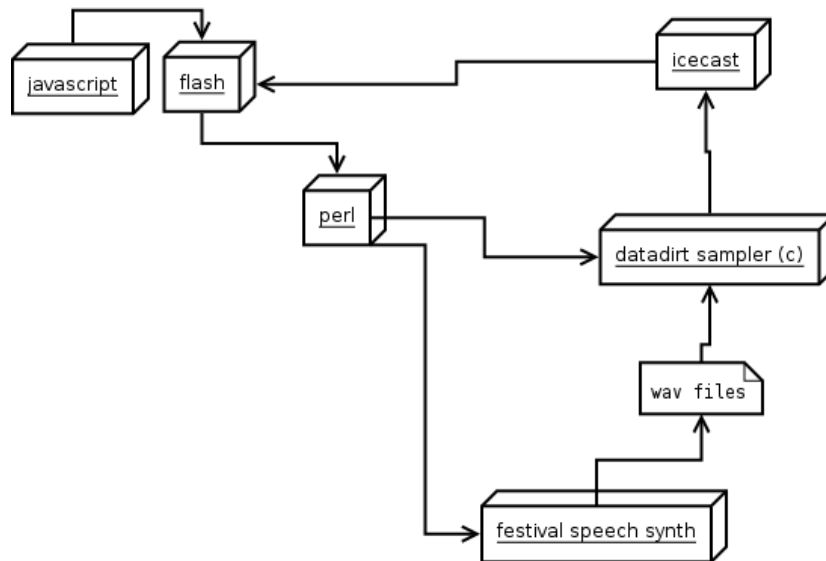 javascript
flash
icecast
perl
datadirt sampler (c)
wav files
festival speech synth